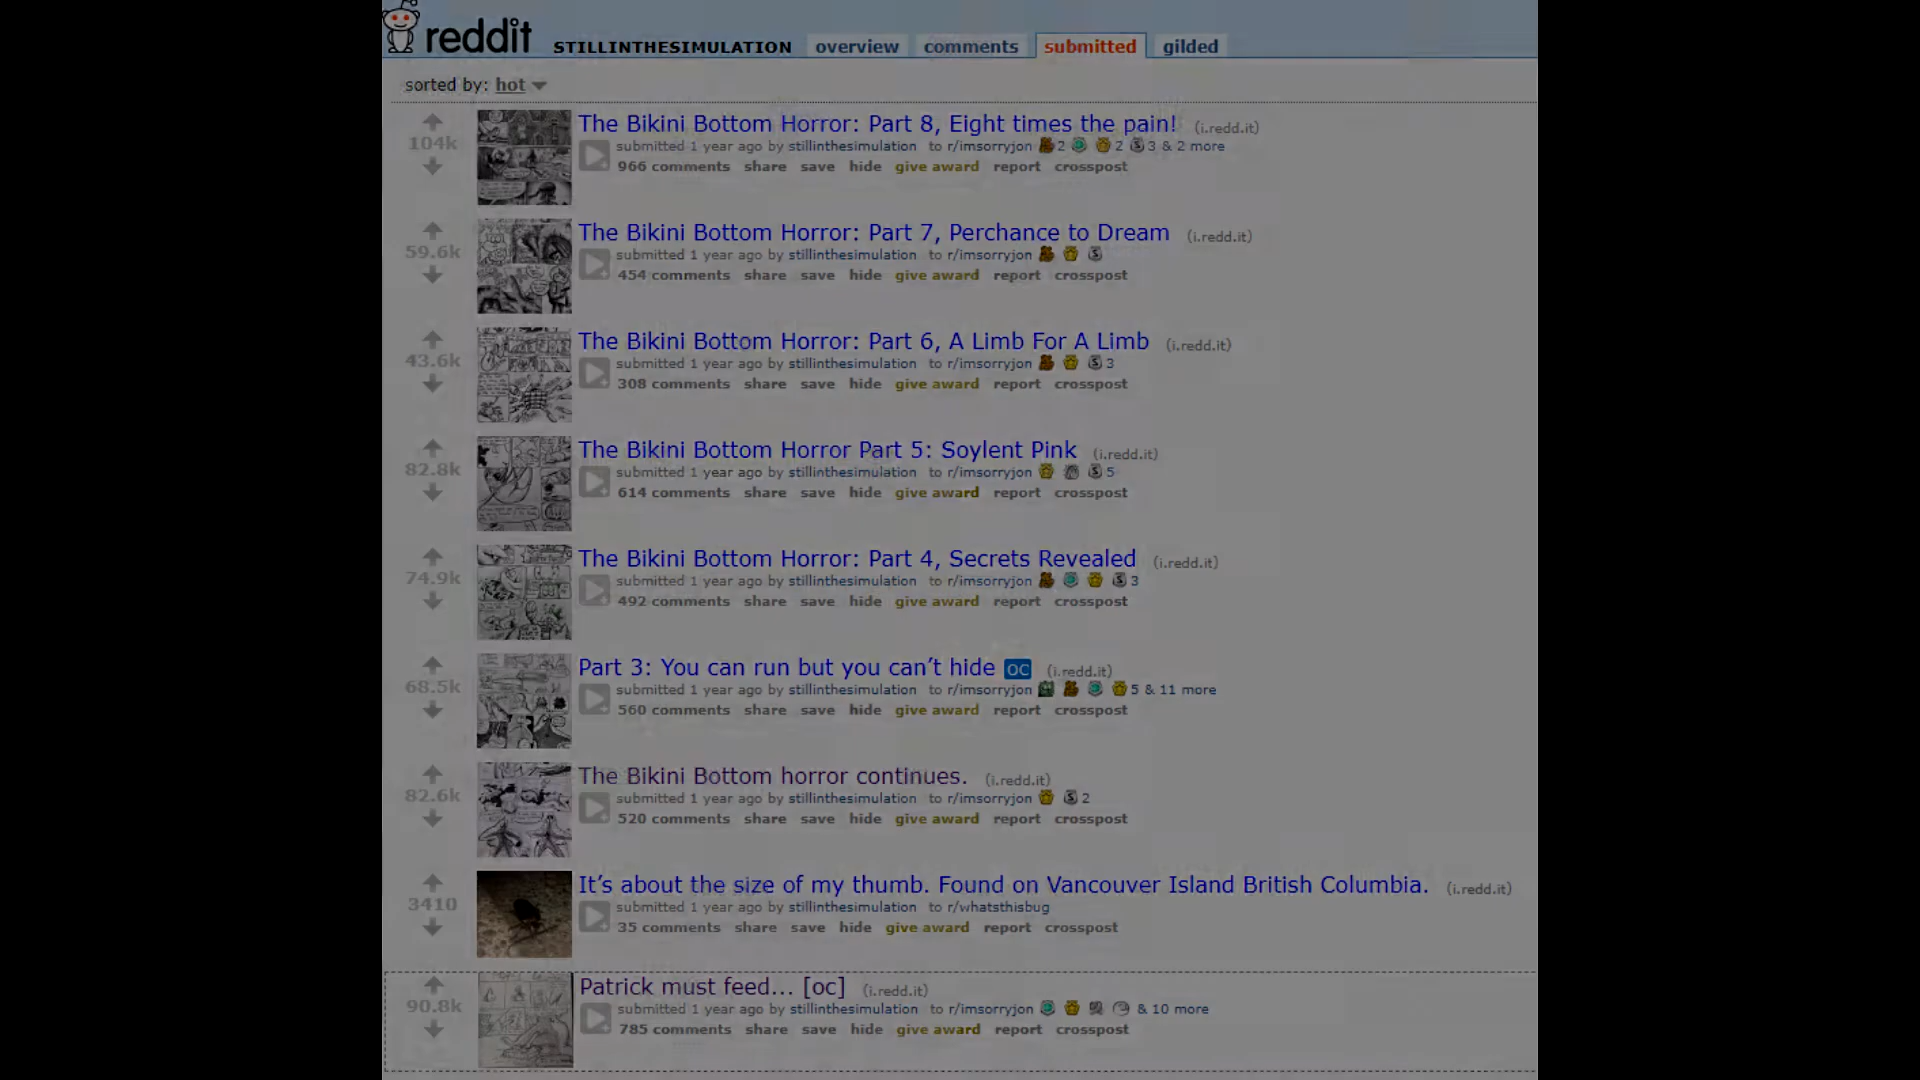 reddit STILLINTHESIMULATION overview comments submitted gilded
sorted by: hot
The Bikini Bottom Horror: Part 8, Eight times the pain! (i.redd.it)
104k
submitted 1 year ago by stillinthesimulation to r/imsorryjon 2 2 3 & 2 more
966 comments share save hide give award report crosspost
The Bikini Bottom Horror: Part 7, Perchance to Dream (i.redd.it)
59.6k
submitted 1 year ago by stillinthesimulation to r/imsorryjon
454 comments share save hide give award report crosspost
The Bikini Bottom Horror: Part 6, A Limb For A Limb (i.redd.it)
43.6k
submitted 1 year ago by stillinthesimulation to r/imsorryjon 3
308 comments share save hide give award report crosspost
The Bikini Bottom Horror Part 5: Soylent Pink (i.redd.it)
82.8k
submitted 1 year ago by stillinthesimulation to r/imsorryjon 5
614 comments share save hide give award report crosspost
The Bikini Bottom Horror: Part 4, Secrets Revealed (i.redd.it)
74.9k
submitted 1 year ago by stillinthesimulation to r/imsorryjon 3
492 comments share save hide give award report crosspost
Part 3: You can run but you can't hide OC (i.redd.it)
68.5k
submitted 1 year ago by stillinthesimulation to r/imsorryjon 5 & 11 more
560 comments share save hide give award report crosspost
The Bikini Bottom horror continues. (i.redd.it)
82.6k
submitted 1 year ago by stillinthesimulation to r/imsorryjon 2
520 comments share save hide give award report crosspost
It's about the size of my thumb. Found on Vancouver Island British Columbia. (i.redd.it)
3410
submitted 1 year ago by stillinthesimulation to r/whatsthisbug
35 comments share save hide give award report crosspost
Patrick must feed... [oc] (i.redd.it)
90.8k
submitted 1 year ago by stillinthesimulation to r/imsorryjon & 10 more
785 comments share save hide give award report crosspost